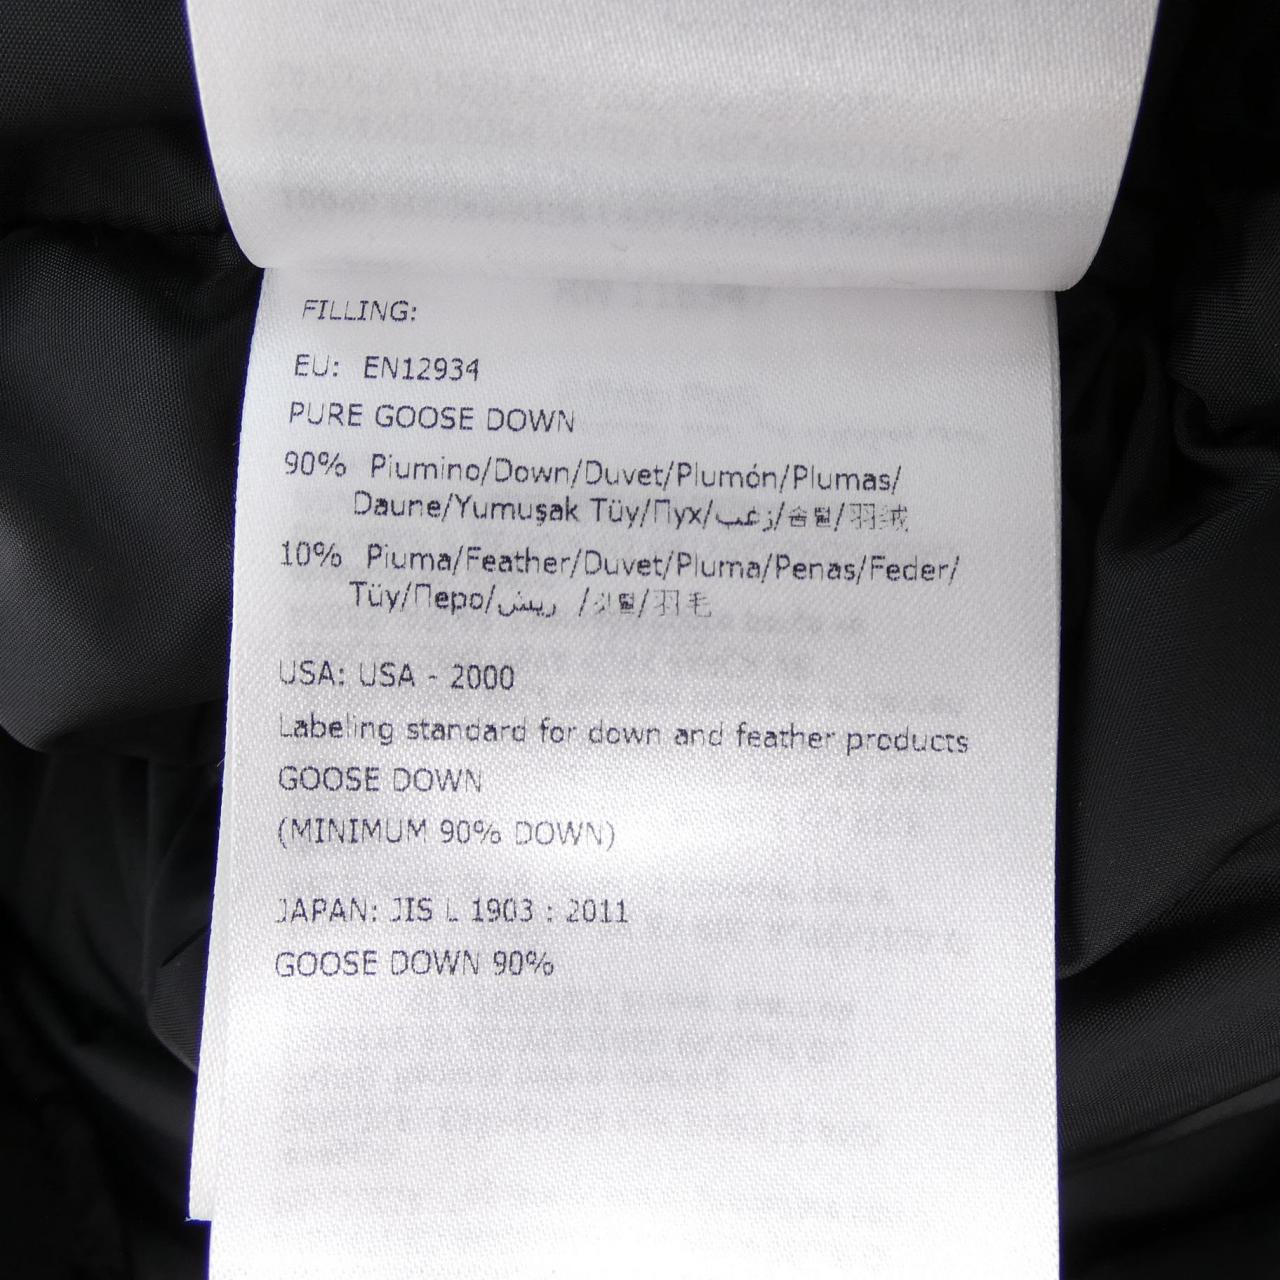 FILLING:
EU: EN12934
PURE GOOSE DOWN
90% Piumino/Down/Duvet/Plumón/Plumas/
Daune/Yumuşak Tüy/Пух/زغب/솜털/羽绒
10% Piuma/Feather/Duvet/Pluma/Penas/Feder/
Tüy/Перо/ريش /깃털/羽毛
USA: USA - 2000
Labeling standard for down and feather products
GOOSE DOWN
(MINIMUM 90% DOWN)
JAPAN: JIS L 1903 : 2011
GOOSE DOWN 90%